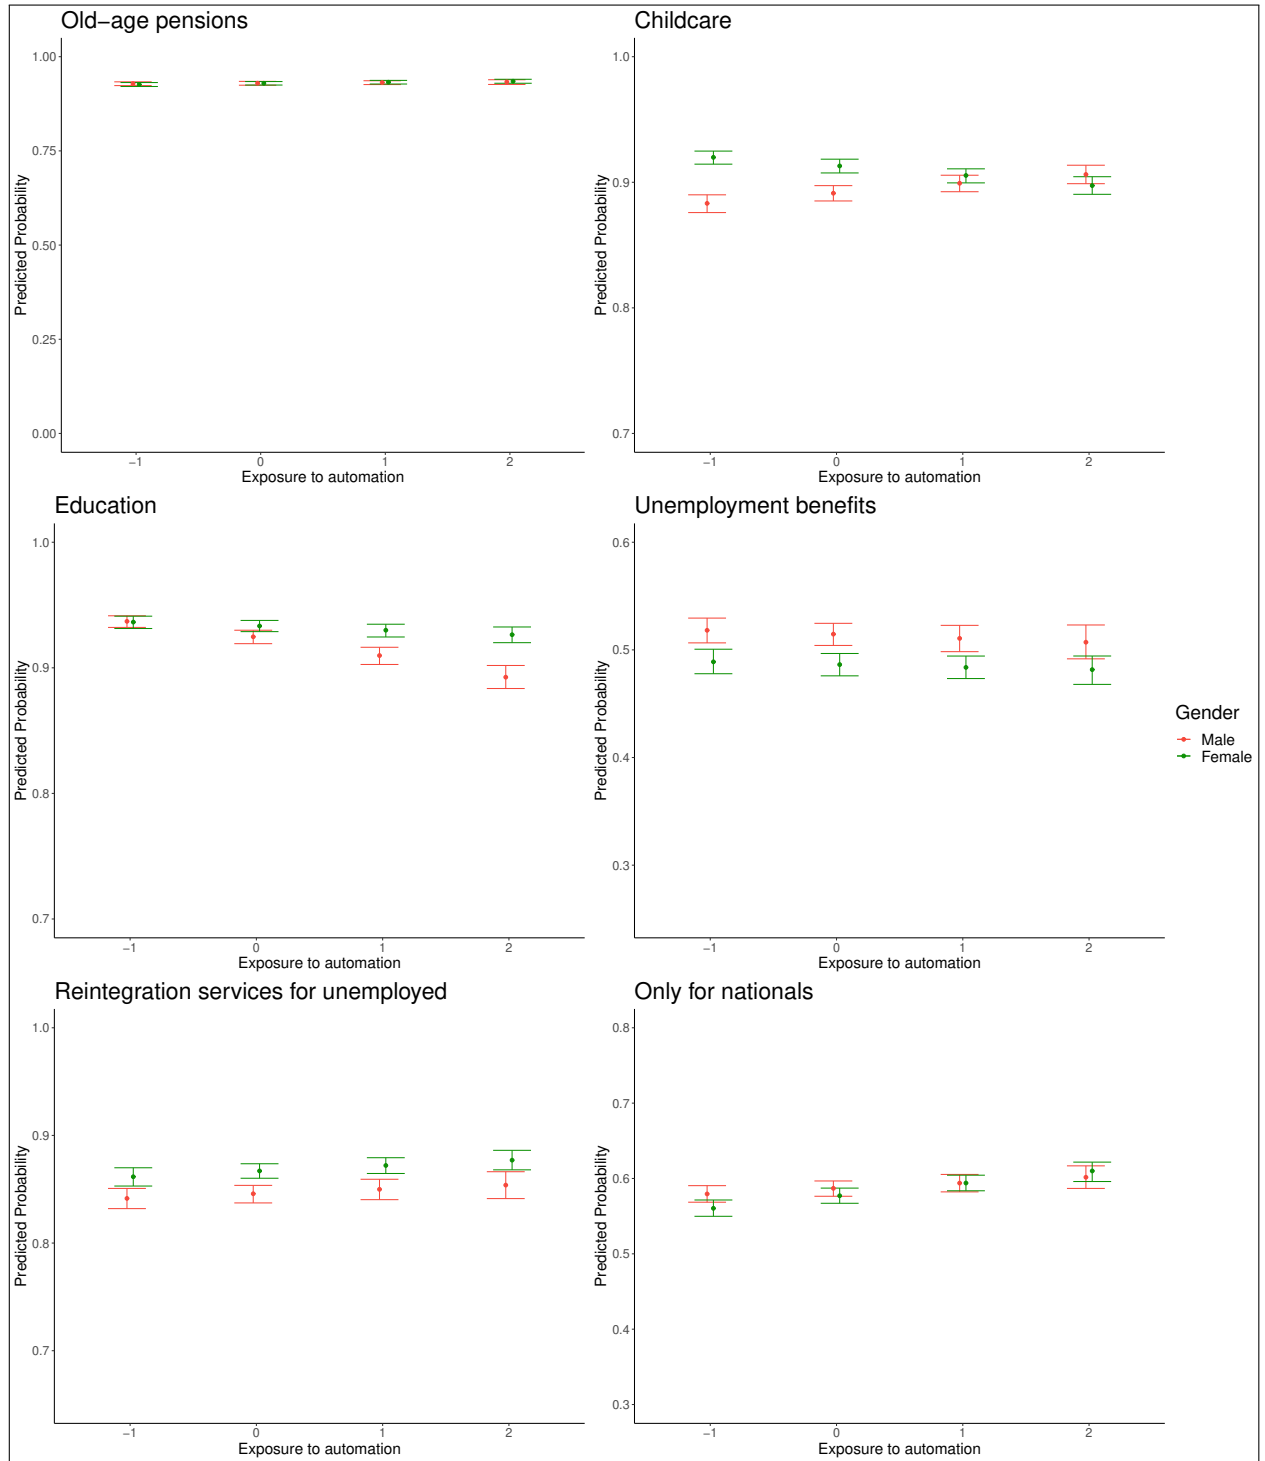 Old−age pensions
1.00
0.75
0.50
0.25
0.00
Predicted Probability
−1 0 1 2
Exposure to automation
Childcare
1.0
0.9
0.8
0.7
Predicted Probability
−1 0 1 2
Exposure to automation
Education
1.0
0.9
0.8
0.7
Predicted Probability
−1 0 1 2
Exposure to automation
Unemployment benefits
0.6
0.5
0.4
0.3
Predicted Probability
−1 0 1 2
Exposure to automation
Gender
Male
Female
Reintegration services for unemployed
1.0
0.9
0.8
0.7
Predicted Probability
−1 0 1 2
Exposure to automation
Only for nationals
0.8
0.7
0.6
0.5
0.4
0.3
Predicted Probability
−1 0 1 2
Exposure to automation